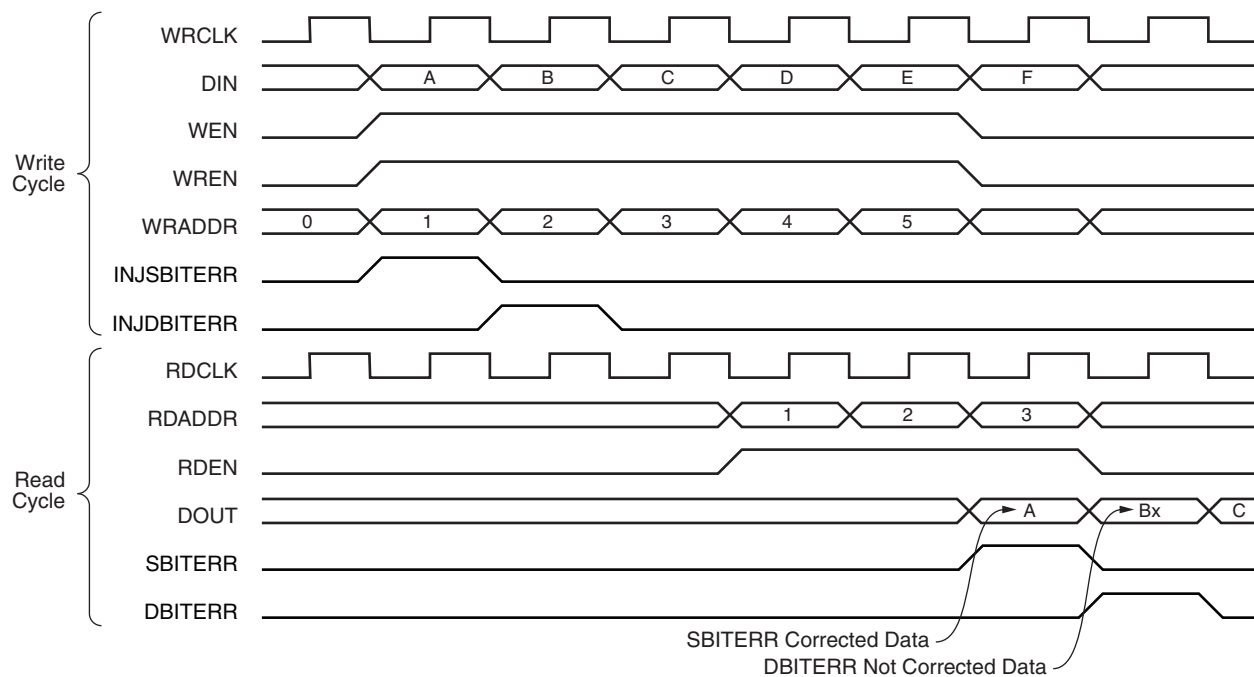 WRCLK
DIN A B C D E F
WEN
Write
Cycle
WREN
WRADDR 0 1 2 3 4 5
INJSBITERR
INJDBITERR
RDCLK
RDADDR 1 2 3
RDEN
Read
Cycle
DOUT A Bx C
SBITERR
DBITERR
SBITERR Corrected Data
DBITERR Not Corrected Data